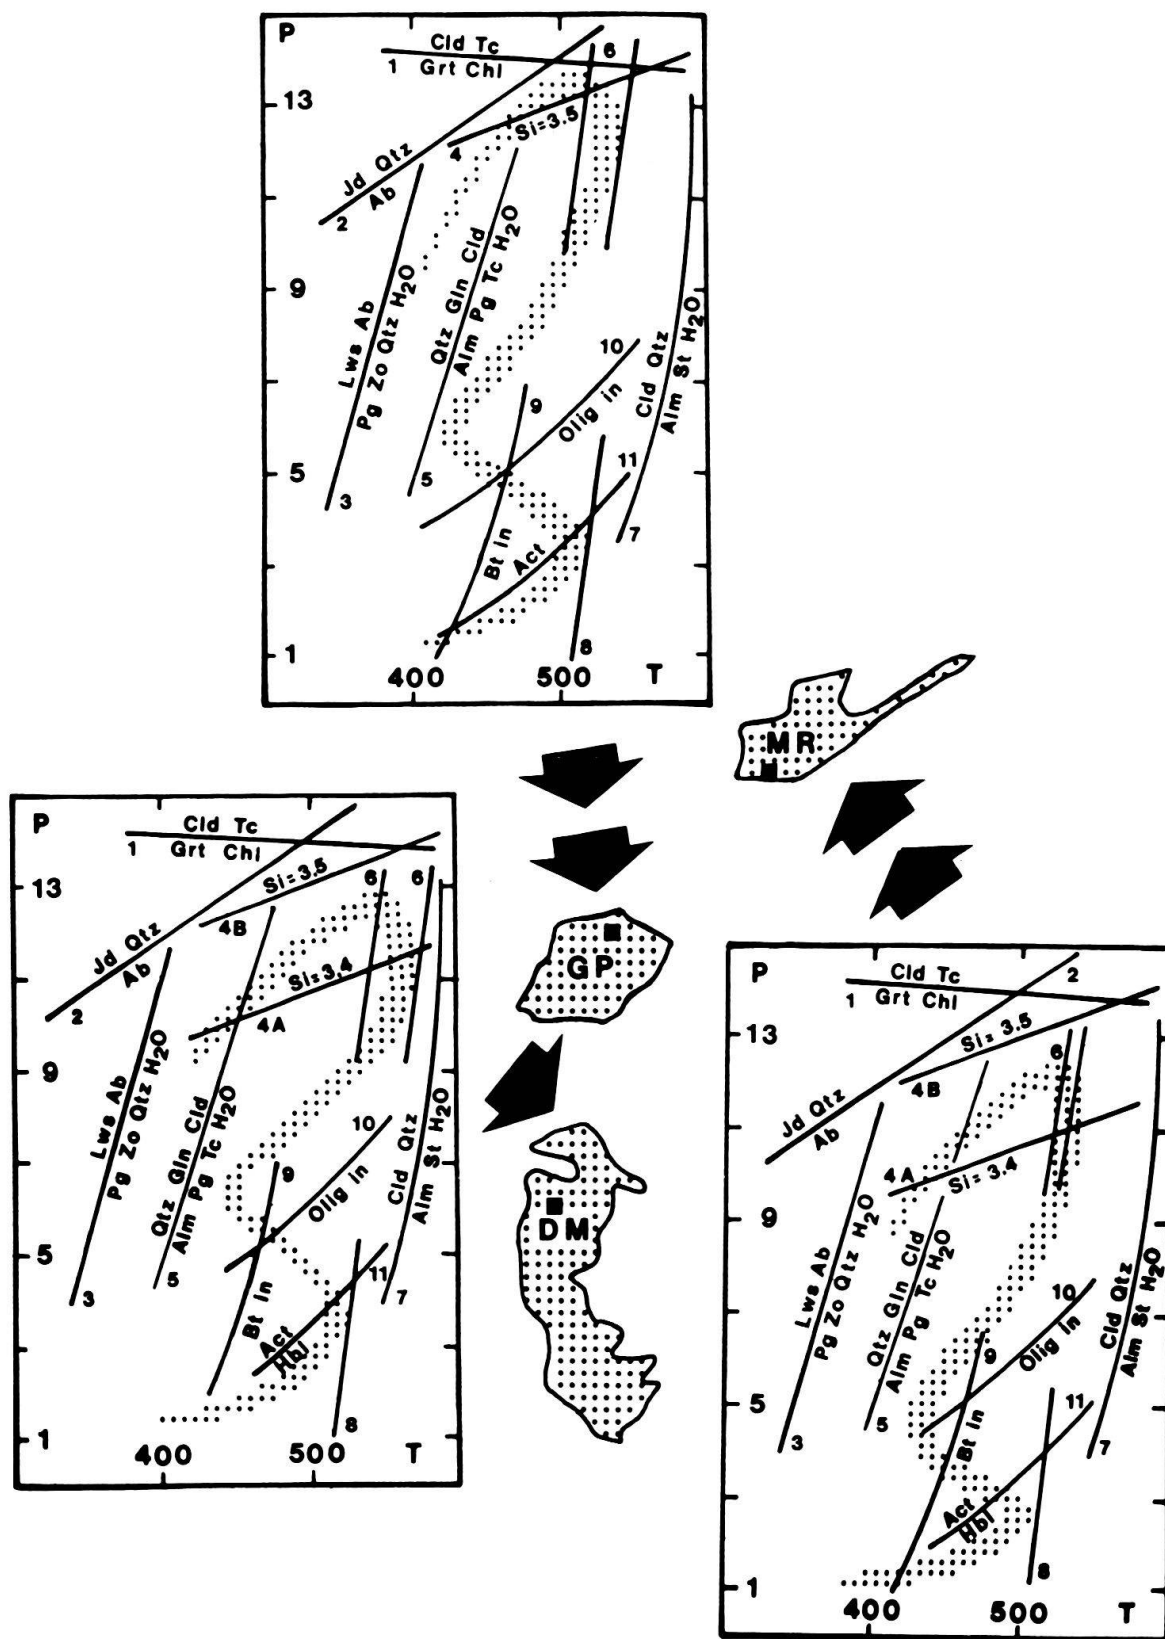 P
Cld Tc
1 Grt Chl
6
13
Si=3.5
4
Jd Qtz
2 Ab
9
Lws Ab
Pg Zo Qtz H2O
3
Qtz Gln Cld
Alm Pg Tc H2O
5
10
Olig in
9
Cld Qtz
Alm St H2O
7
5
11
Bt in
Act
8
1
400
500
T
MR
GP
DM
P
Cld Tc
1 Grt Chl
Si=3.5
6
6
13
4B
Jd Qtz
2 Ab
Si=3,4
4A
9
Lws Ab
Pg Zo Qtz H2O
3
Qtz Gln Cld
Alm Pg Tc H2O
5
10
Olig in
9
Cld Qtz
Alm St H2O
7
5
11
Bt in
Act
Hbl
8
1
400
500
T
P
2
Cld Tc
1 Grt Chl
13
Si=3.5
6
4B
Jd Qtz
Ab
4A
Si=3.4
9
Lws Ab
Pg Zo Qtz H2O
3
Qtz Gln Cld
Alm Pg Tc H2O
5
10
Olig in
9
Cld Qtz
Alm St H2O
7
5
11
Bt in
Act
Hbl
8
1
400
500
T